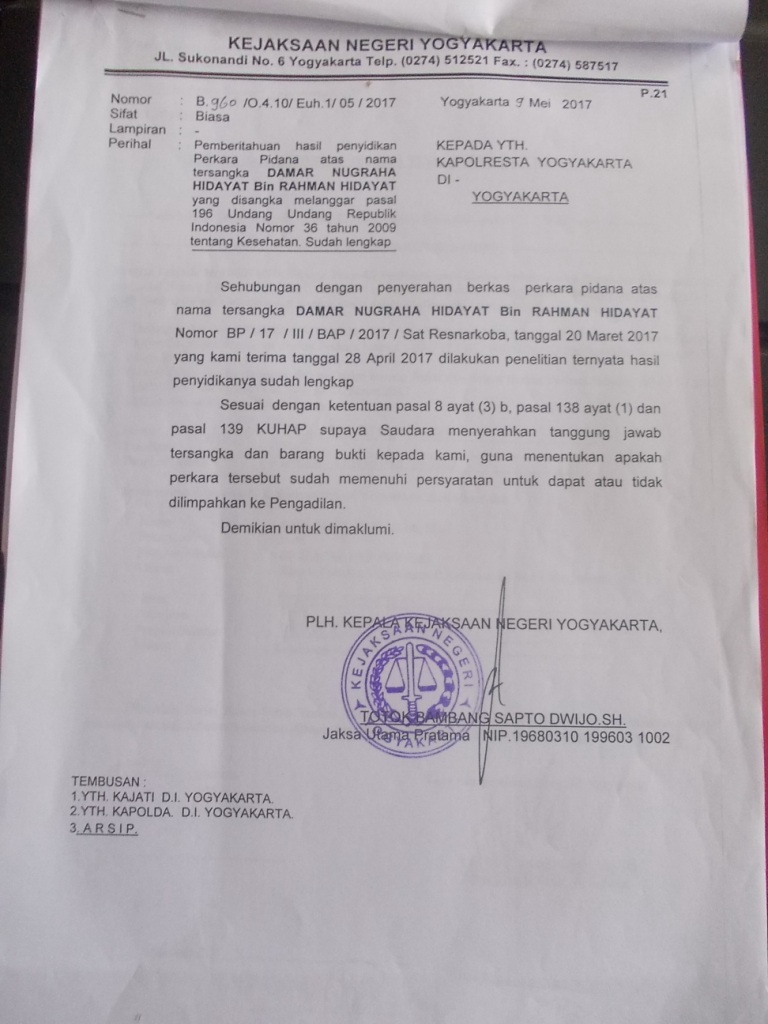 KEJAKSAAN NEGERI YOGYAKARTA
JL. Sukonandi No. 6 Yogyakarta Telp. (0274) 512521 Fax. : (0274) 587517
P.21
Nomor : B.960 /O.4.10/ Euh.1/ 05 / 2017
Yogyakarta 9 Mei 2017
Sifat : Biasa
Lampiran : -
Perihal : Pemberitahuan hasil penyidikan
Perkara Pidana atas nama
tersangka DAMAR NUGRAHA
HIDAYAT Bin RAHMAN HIDAYAT
yang disangka melanggar pasal
196 Undang Undang Republik
Indonesia Nomor 36 tahun 2009
tentang Kesehatan. Sudah lengkap
KEPADA YTH.
KAPOLRESTA YOGYAKARTA
DI -
YOGYAKARTA
Sehubungan dengan penyerahan berkas perkara pidana atas
nama tersangka DAMAR NUGRAHA HIDAYAT Bin RAHMAN HIDAYAT
Nomor BP / 17 / III / BAP / 2017 / Sat Resnarkoba, tanggal 20 Maret 2017
yang kami terima tanggal 28 April 2017 dilakukan penelitian ternyata hasil
penyidikanya sudah lengkap
Sesuai dengan ketentuan pasal 8 ayat (3) b, pasal 138 ayat (1) dan
pasal 139 KUHAP supaya Saudara menyerahkan tanggung jawab
tersangka dan barang bukti kepada kami, guna menentukan apakah
perkara tersebut sudah memenuhi persyaratan untuk dapat atau tidak
dilimpahkan ke Pengadilan.
Demikian untuk dimaklumi.
PLH. KEPALA KEJAKSAAN NEGERI YOGYAKARTA,
KEJAKSAAN NEGERI
YOGYAKARTA
TOTOK BAMBANG SAPTO DWIJO.SH.
Jaksa Utama Pratama NIP.19680310 199603 1002
TEMBUSAN :
1.YTH. KAJATI D.I. YOGYAKARTA.
2.YTH. KAPOLDA. D.I. YOGYAKARTA.
3. A R S I P.